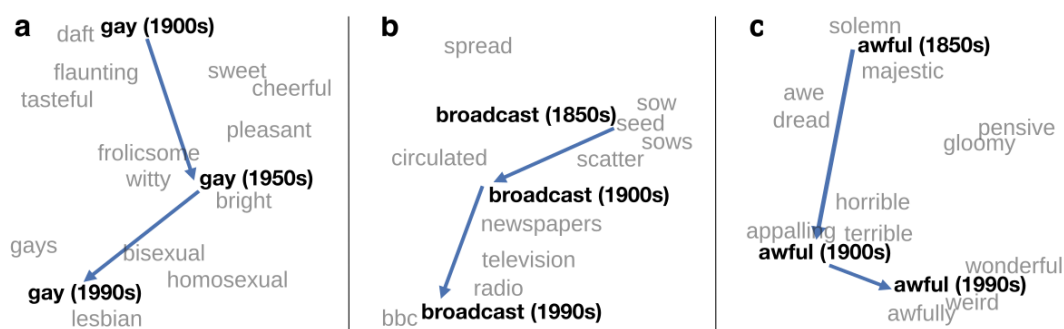 a
daft gay (1900s)
flaunting sweet
tasteful cheerful
pleasant
frolicsome
witty gay (1950s)
bright
gays bisexual
homosexual
gay (1990s)
lesbian
b
spread
broadcast (1850s) sow
seed
sows
circulated scatter
broadcast (1900s)
newspapers
television
radio
bbc broadcast (1990s)
c
solemn
awful (1850s)
majestic
awe
dread pensive
gloomy
horrible
appalling terrible
awful (1900s)
wonderful
awful (1990s)
weird
awfully